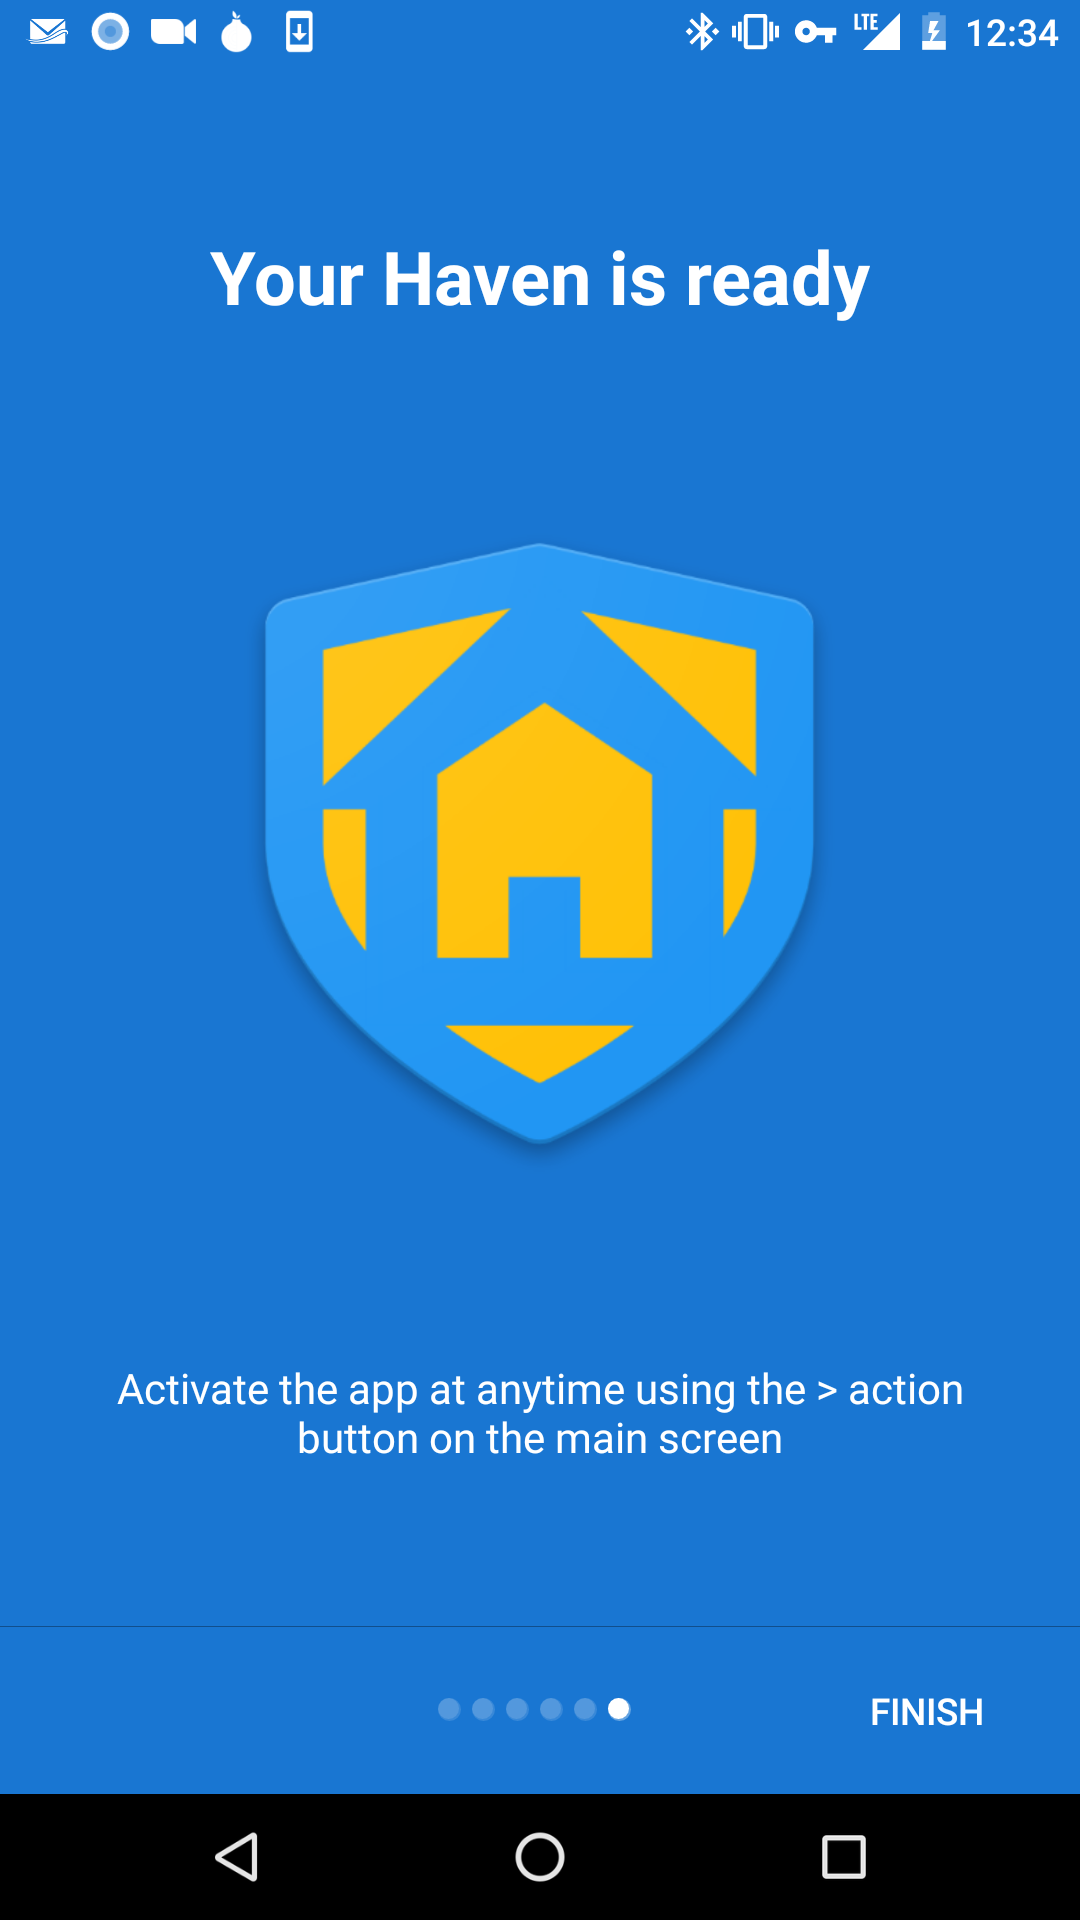 LTE 12:34
Your Haven is ready
Activate the app at anytime using the > action
button on the main screen
FINISH